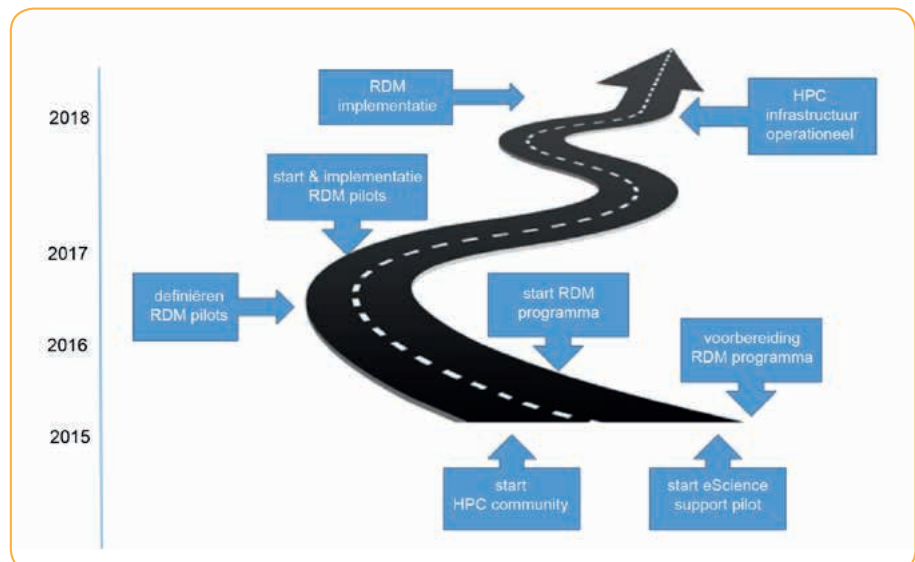 RDM
implementatie
2018
HPC
infrastructuur
operationeel
start & implementatie
RDM pilots
2017
definiëren
RDM pilots
start RDM
programma
2016
voorbereiding
RDM programma
2015
start
HPC community
start eScience
support pilot